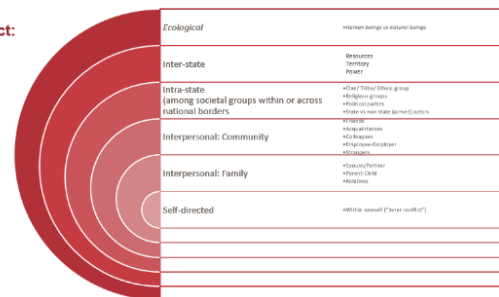 ct:
Ecological
•Human beings vs natural beings
Inter-state
Resources
Territory
Power
Intra-state
(among societal groups within or across
national borders
•Clan/ Tribe/ Ethnic group
•Religious groups
•Political parties
•State vs non state (armed) actors
Interpersonal: Community
•Friends
•Acquaintances
•Colleagues
•Employee-Employer
•Strangers
Interpersonal: Family
•Spouse/Partner
•Parent Child
•Relatives
Self-directed
•Within oneself ("inner conflict")